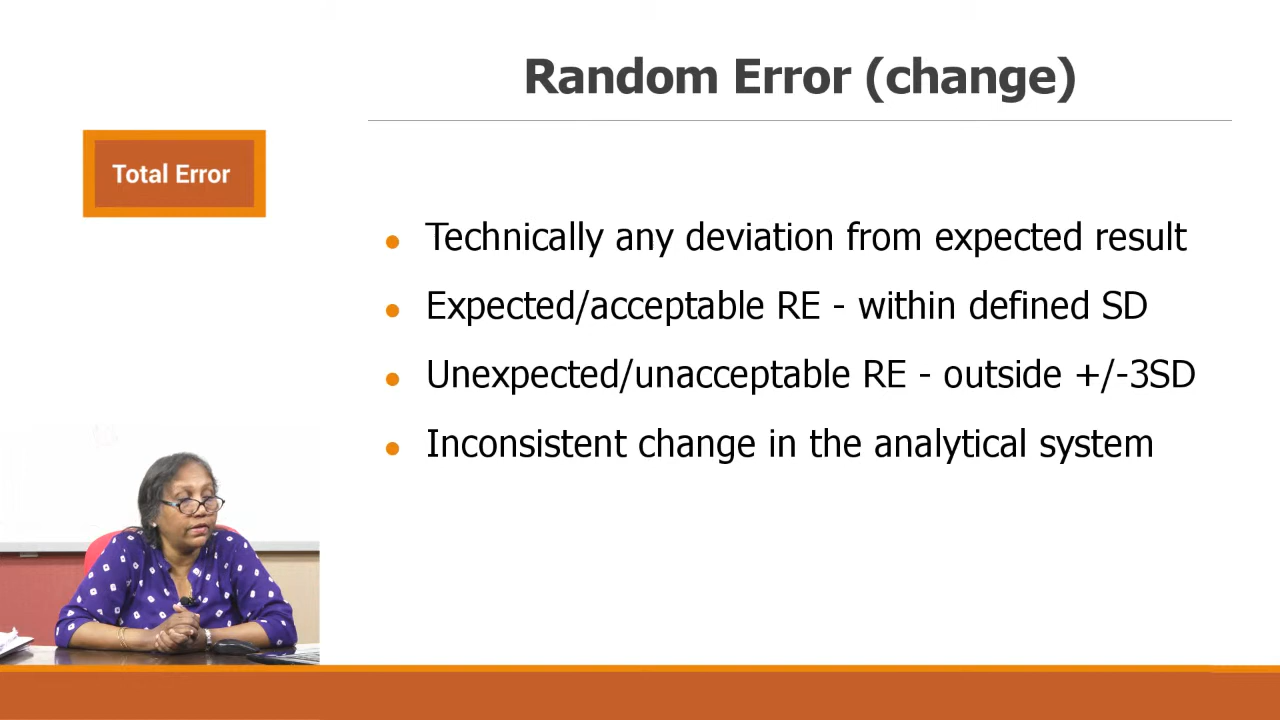 Random Error (change)
Total Error
Technically any deviation from expected result
Expected/acceptable RE - within defined SD
Unexpected/unacceptable RE - outside +/-3SD
Inconsistent change in the analytical system